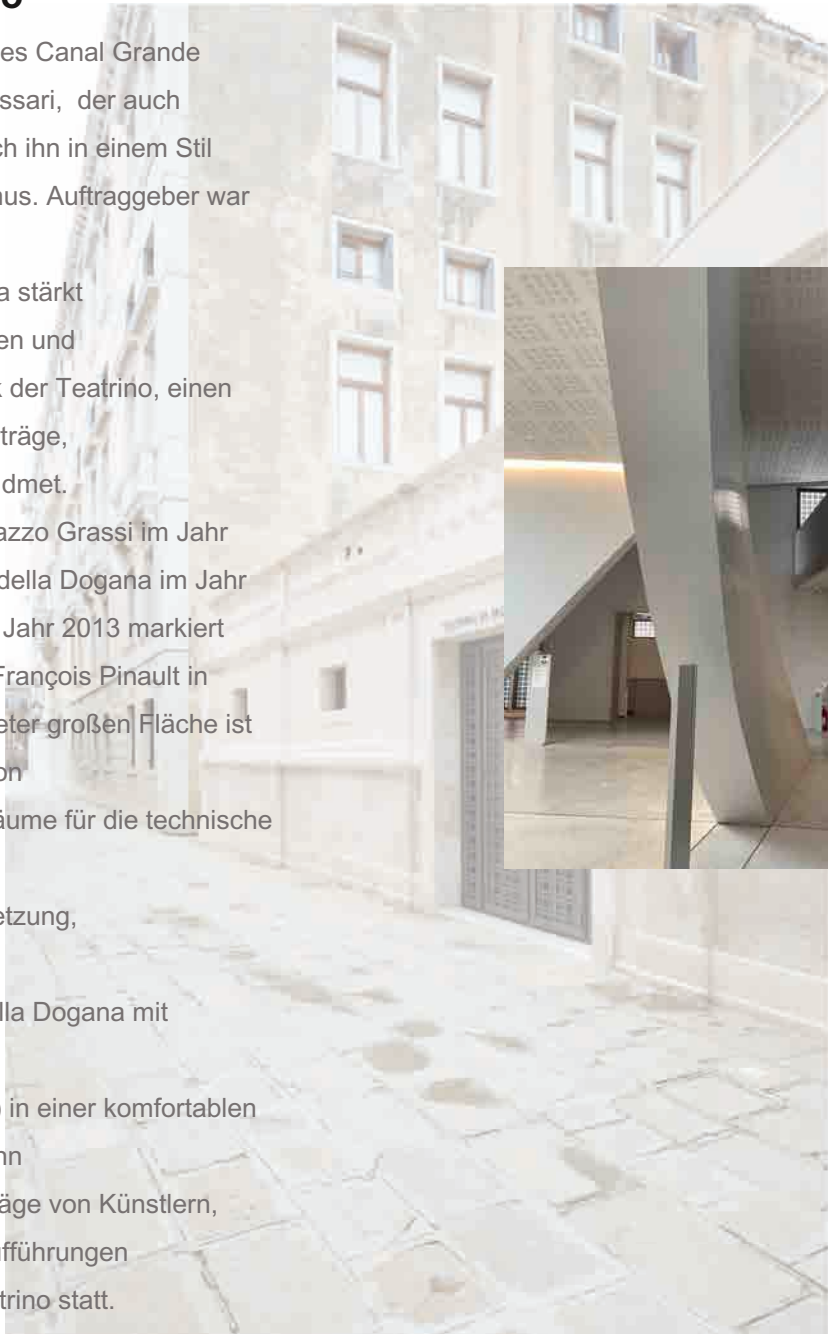 es Canal Grande
ssari, der auch
ch ihn in einem Stil
nus. Auftraggeber war
a stärkt
en und
k der Teatrino, einen
träge,
dmet.
azzo Grassi im Jahr
della Dogana im Jahr
Jahr 2013 markiert
François Pinault in
eter großen Fläche ist
on
äume für die technische
etzung,
lla Dogana mit
in einer komfortablen
nn
äge von Künstlern,
ufführungen
trino statt.